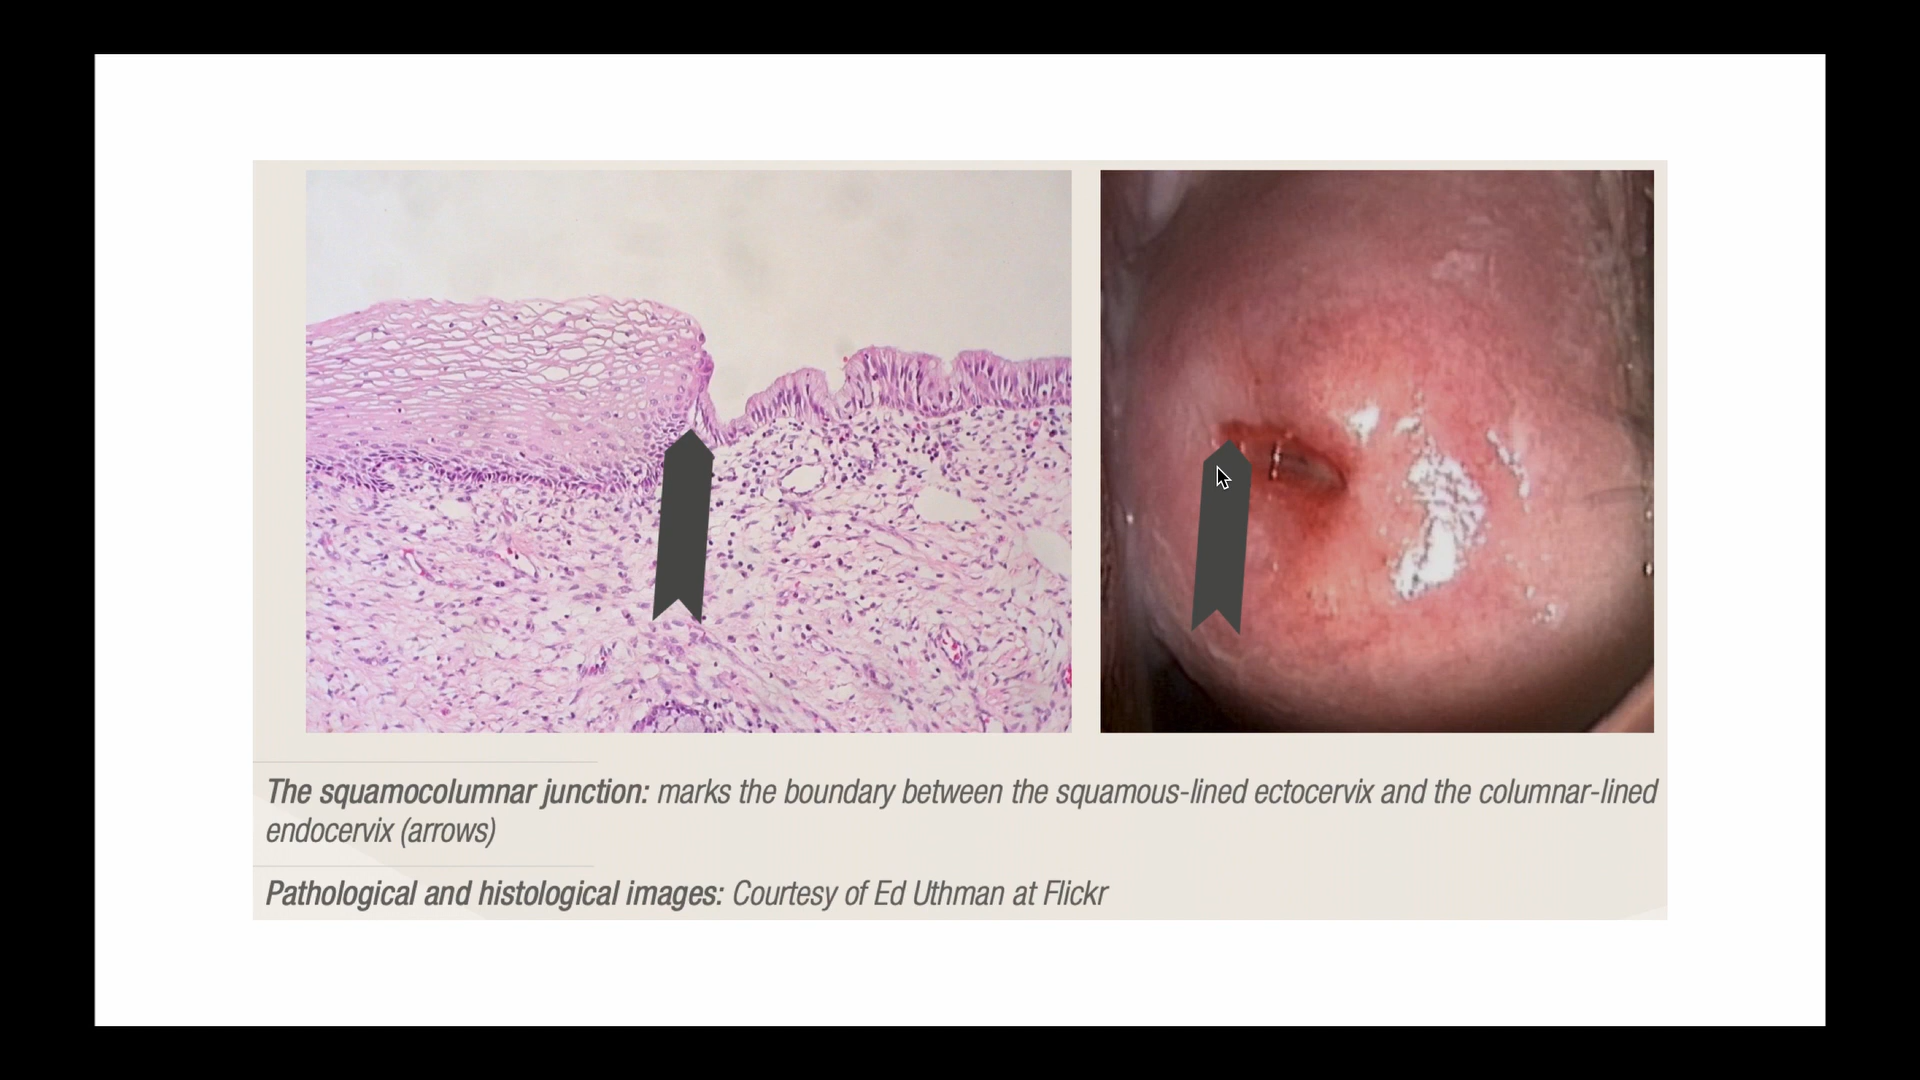 The squamocolumnar junction: marks the boundary between the squamous-lined ectocervix and the columnar-lined
endocervix (arrows)
Pathological and histological images: Courtesy of Ed Uthman at Flickr